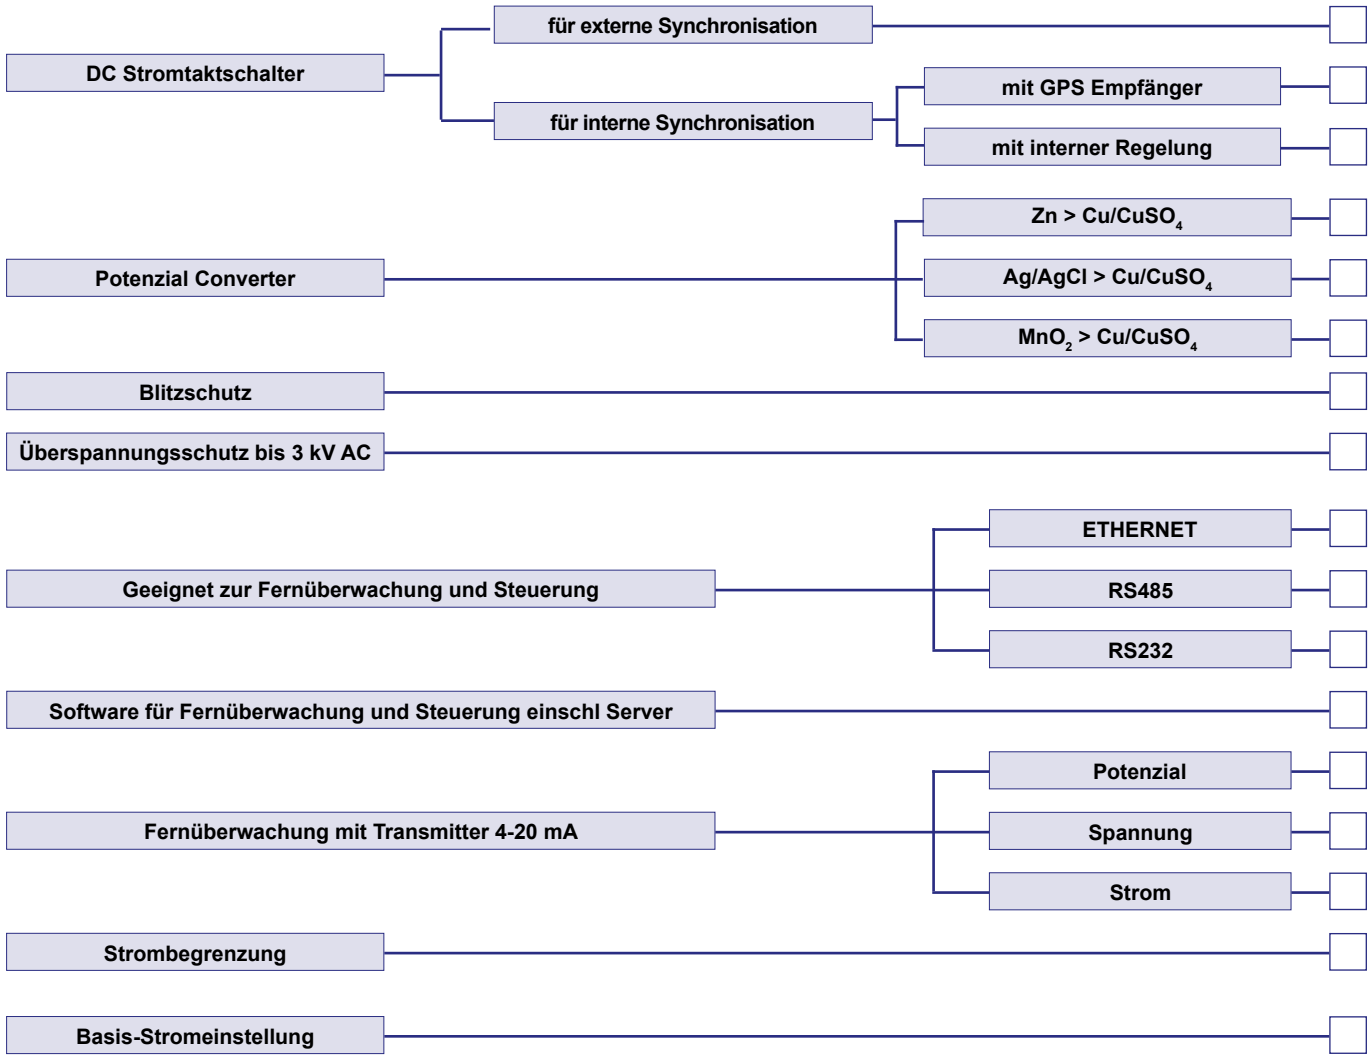 für externe Synchronisation
DC Stromtaktschalter
für interne Synchronisation
mit GPS Empfänger
mit interner Regelung
Potenzial Converter
Zn > Cu/CuSO₄
Ag/AgCl > Cu/CuSO₄
MnO₂ > Cu/CuSO₄
Blitzschutz
Überspannungsschutz bis 3 kV AC
Geeignet zur Fernüberwachung und Steuerung
ETHERNET
RS485
RS232
Software für Fernüberwachung und Steuerung einschl Server
Fernüberwachung mit Transmitter 4-20 mA
Potenzial
Spannung
Strom
Strombegrenzung
Basis-Stromeinstellung